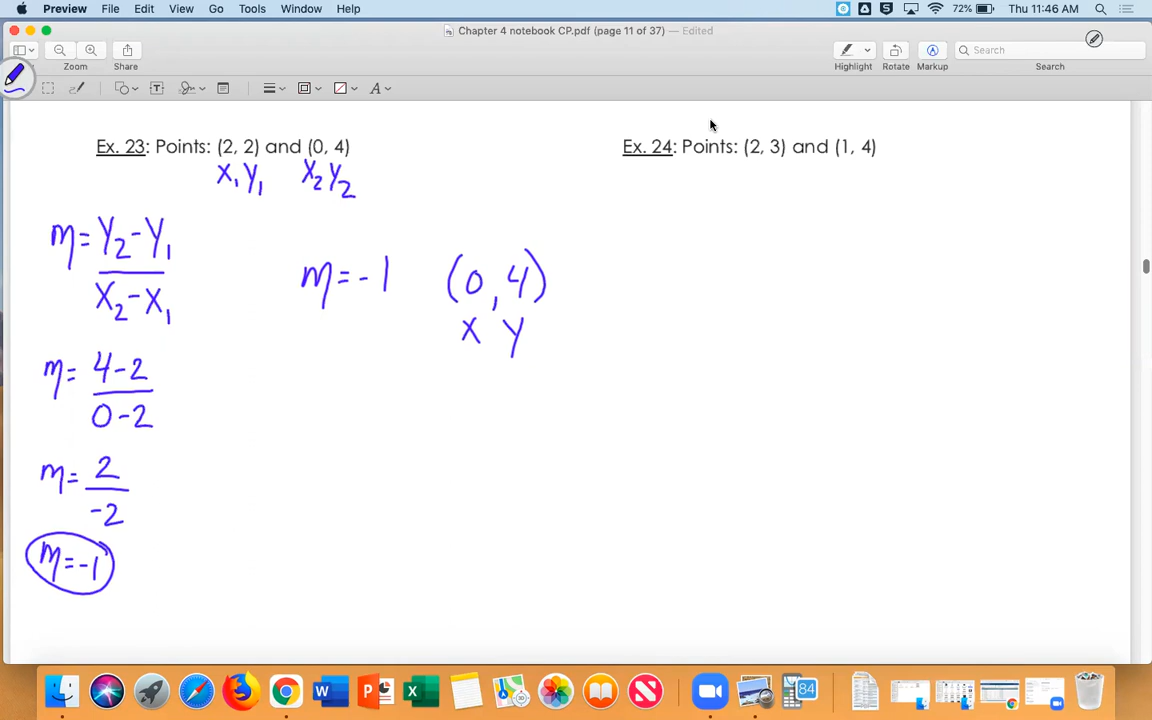 Preview File Edit View Go Tools Window Help
72% Thu 11:46 AM
Chapter 4 notebook CP.pdf (page 11 of 37) — Edited
Search
Zoom Share Highlight Rotate Markup Search
Ex. 23: Points: (2, 2) and (0, 4)
X₁ Y₁ X₂ Y₂
m = Y₂ - Y₁
X₂ - X₁
m = 4 - 2
0 - 2
m = 2
-2
m = -1
m = -1 (0, 4)
X Y
Ex. 24: Points: (2, 3) and (1, 4)
84